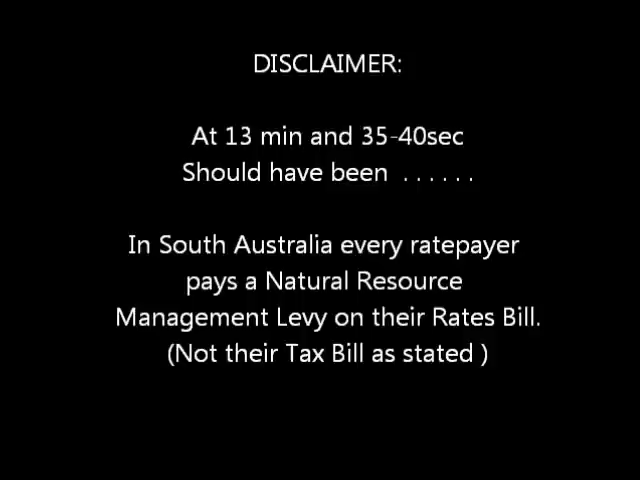 DISCLAIMER:
At 13 min and 35-40sec
Should have been . . . . . .
In South Australia every ratepayer
pays a Natural Resource
Management Levy on their Rates Bill.
(Not their Tax Bill as stated )